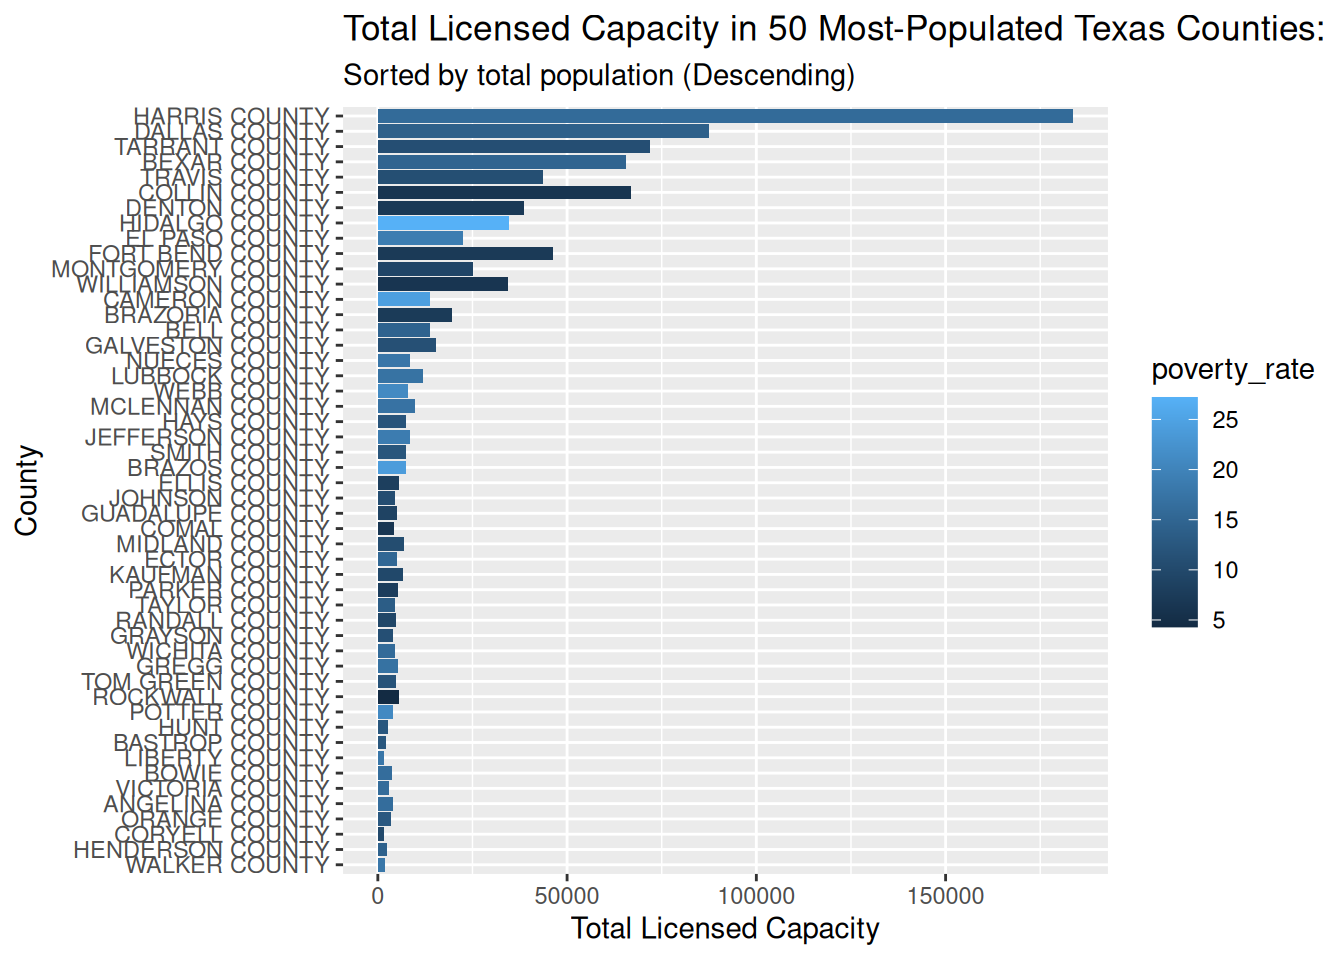 Total Licensed Capacity in 50 Most-Populated Texas Counties:
Sorted by total population (Descending)
HARRIS COUNTY
DALLAS COUNTY
TARRANT COUNTY
BEXAR COUNTY
TRAVIS COUNTY
COLLIN COUNTY
DENTON COUNTY
HIDALGO COUNTY
EL PASO COUNTY
FORT BEND COUNTY
MONTGOMERY COUNTY
WILLIAMSON COUNTY
CAMERON COUNTY
BRAZORIA COUNTY
BELL COUNTY
GALVESTON COUNTY
NUECES COUNTY
LUBBOCK COUNTY
WEBB COUNTY
MCLENNAN COUNTY
HAYS COUNTY
JEFFERSON COUNTY
SMITH COUNTY
BRAZOS COUNTY
ELLIS COUNTY
JOHNSON COUNTY
GUADALUPE COUNTY
COMAL COUNTY
MIDLAND COUNTY
ECTOR COUNTY
KAUFMAN COUNTY
PARKER COUNTY
TAYLOR COUNTY
RANDALL COUNTY
GRAYSON COUNTY
WICHITA COUNTY
GREGG COUNTY
TOM GREEN COUNTY
ROCKWALL COUNTY
POTTER COUNTY
HUNT COUNTY
BASTROP COUNTY
LIBERTY COUNTY
BOWIE COUNTY
VICTORIA COUNTY
ANGELINA COUNTY
ORANGE COUNTY
CORYELL COUNTY
HENDERSON COUNTY
WALKER COUNTY
County
0 50000 100000 150000
Total Licensed Capacity
poverty_rate
25
20
15
10
5